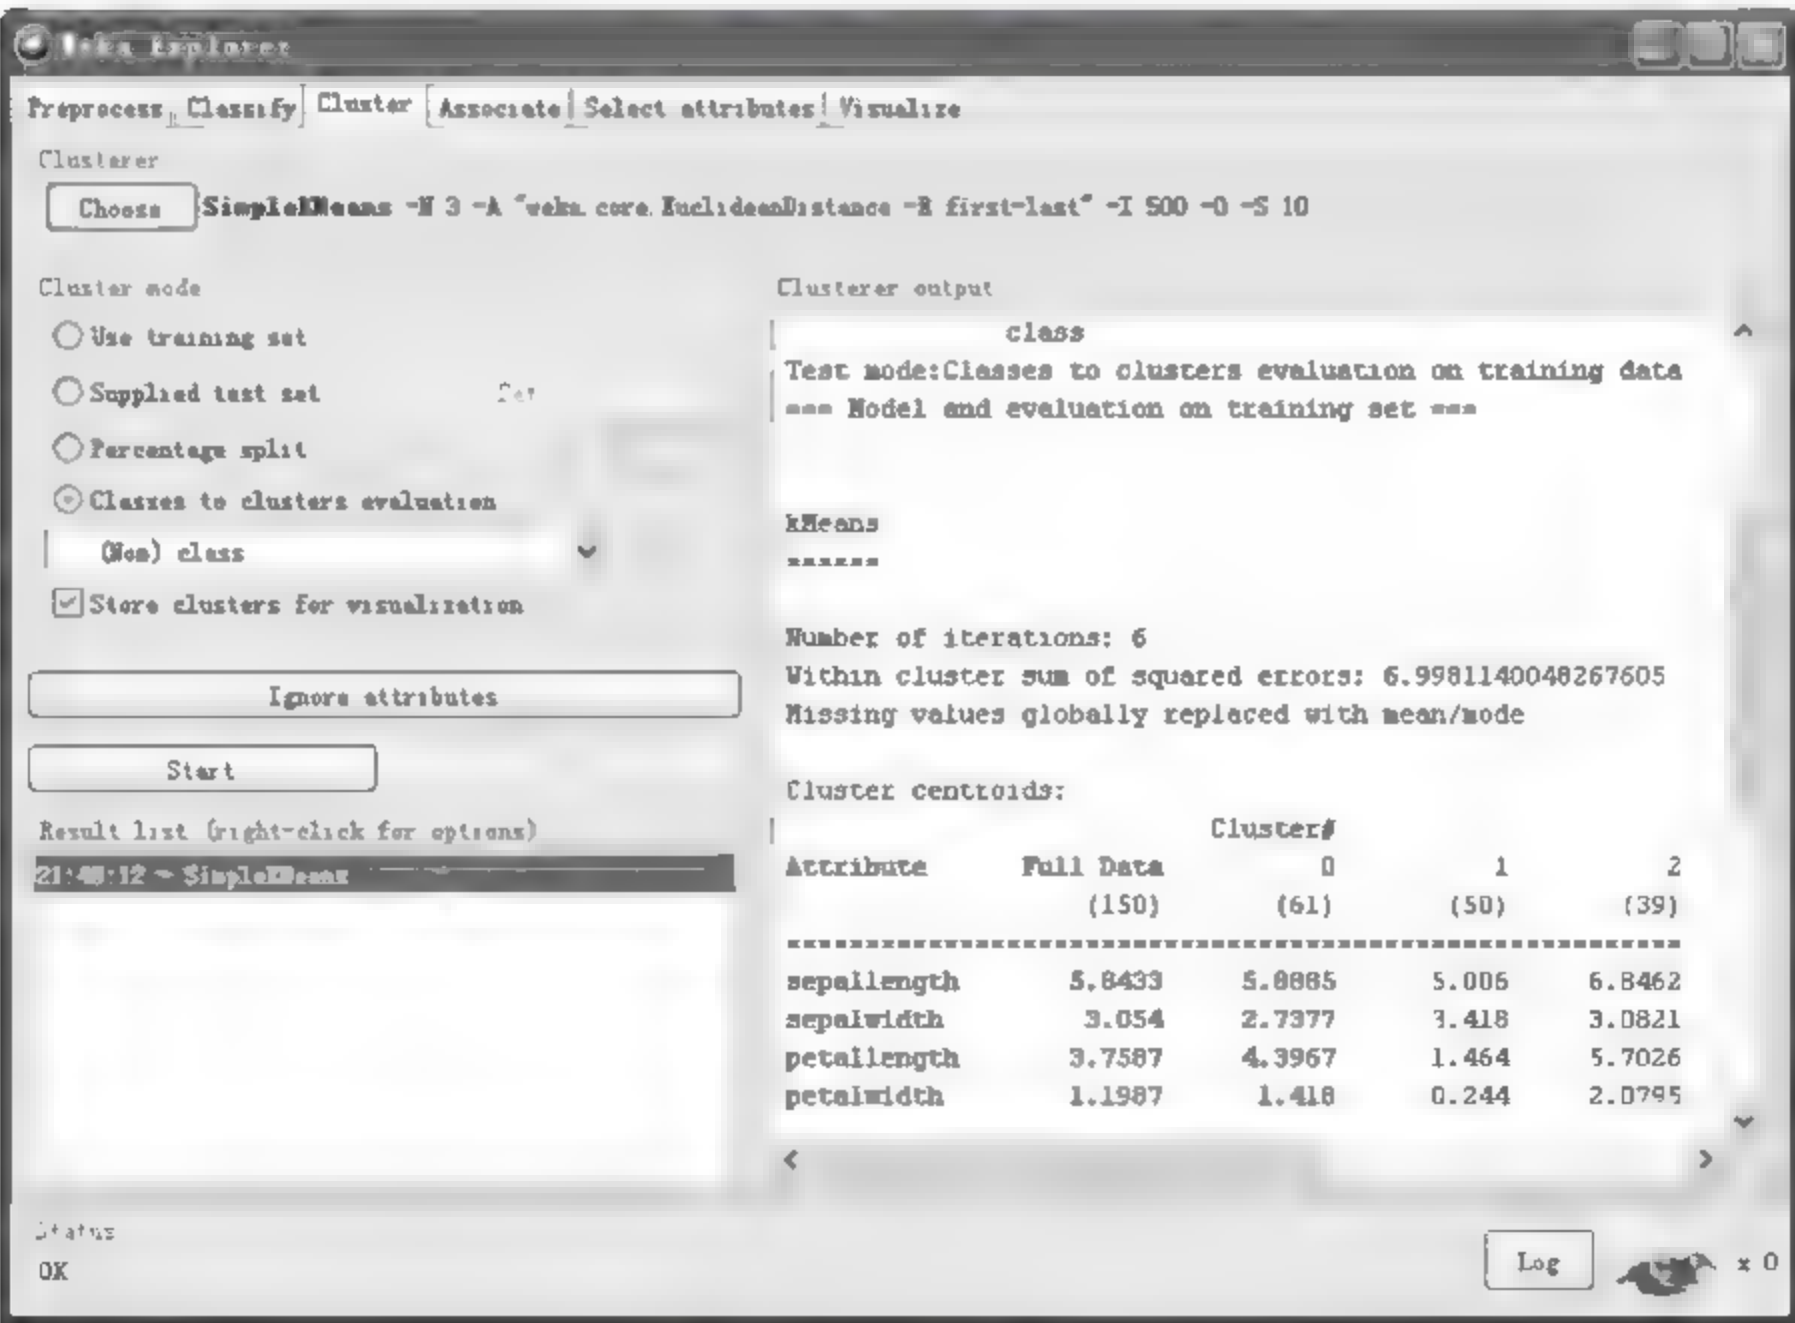 Weka Explorer
Preprocess Classify Cluster Associate Select attributes Visualize
Clusterer
Choose SimpleKMeans -N 3 -A "weka.core.EuclideanDistance -R first-last" -I 500 -O -S 10
Cluster mode
Use training set
Supplied test set Set
Percentage split
Classes to clusters evaluation
(Nom) class
Store clusters for visualization
Ignore attributes
Start
Result list (right-click for options)
SimpleKMeans
Clusterer output
class
Test mode:Classes to clusters evaluation on training data
=== Model and evaluation on training set ===
kMeans
======
Number of iterations: 6
Within cluster sum of squared errors: 6.9981140048267605
Missing values globally replaced with mean/mode
Cluster centroids:
Cluster#
Attribute Full Data 0 1 2
(150) (61) (50) (39)
==========================================================
sepallength 5.8433 5.8885 5.006 6.8462
sepalwidth 3.054 2.7377 3.418 3.0821
petallength 3.7587 4.3967 1.464 5.7026
petalwidth 1.1987 1.418 0.244 2.0795
Status
OK
Log x 0